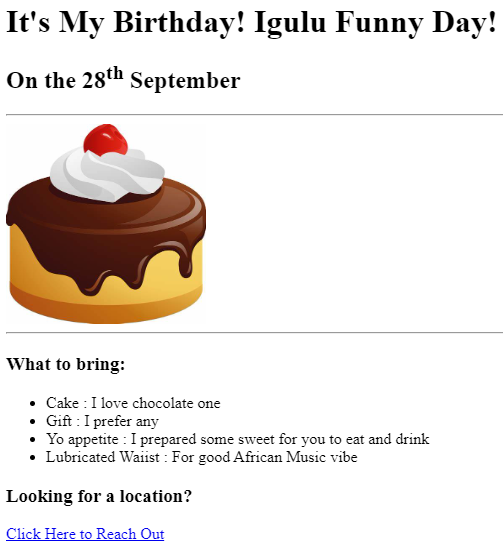 It's My Birthday! Igulu Funny Day!
On the 28th September
What to bring:
Cake : I love chocolate one
Gift : I prefer any
Yo appetite : I prepared some sweet for you to eat and drink
Lubricated Waiist : For good African Music vibe
Looking for a location?
Click Here to Reach Out